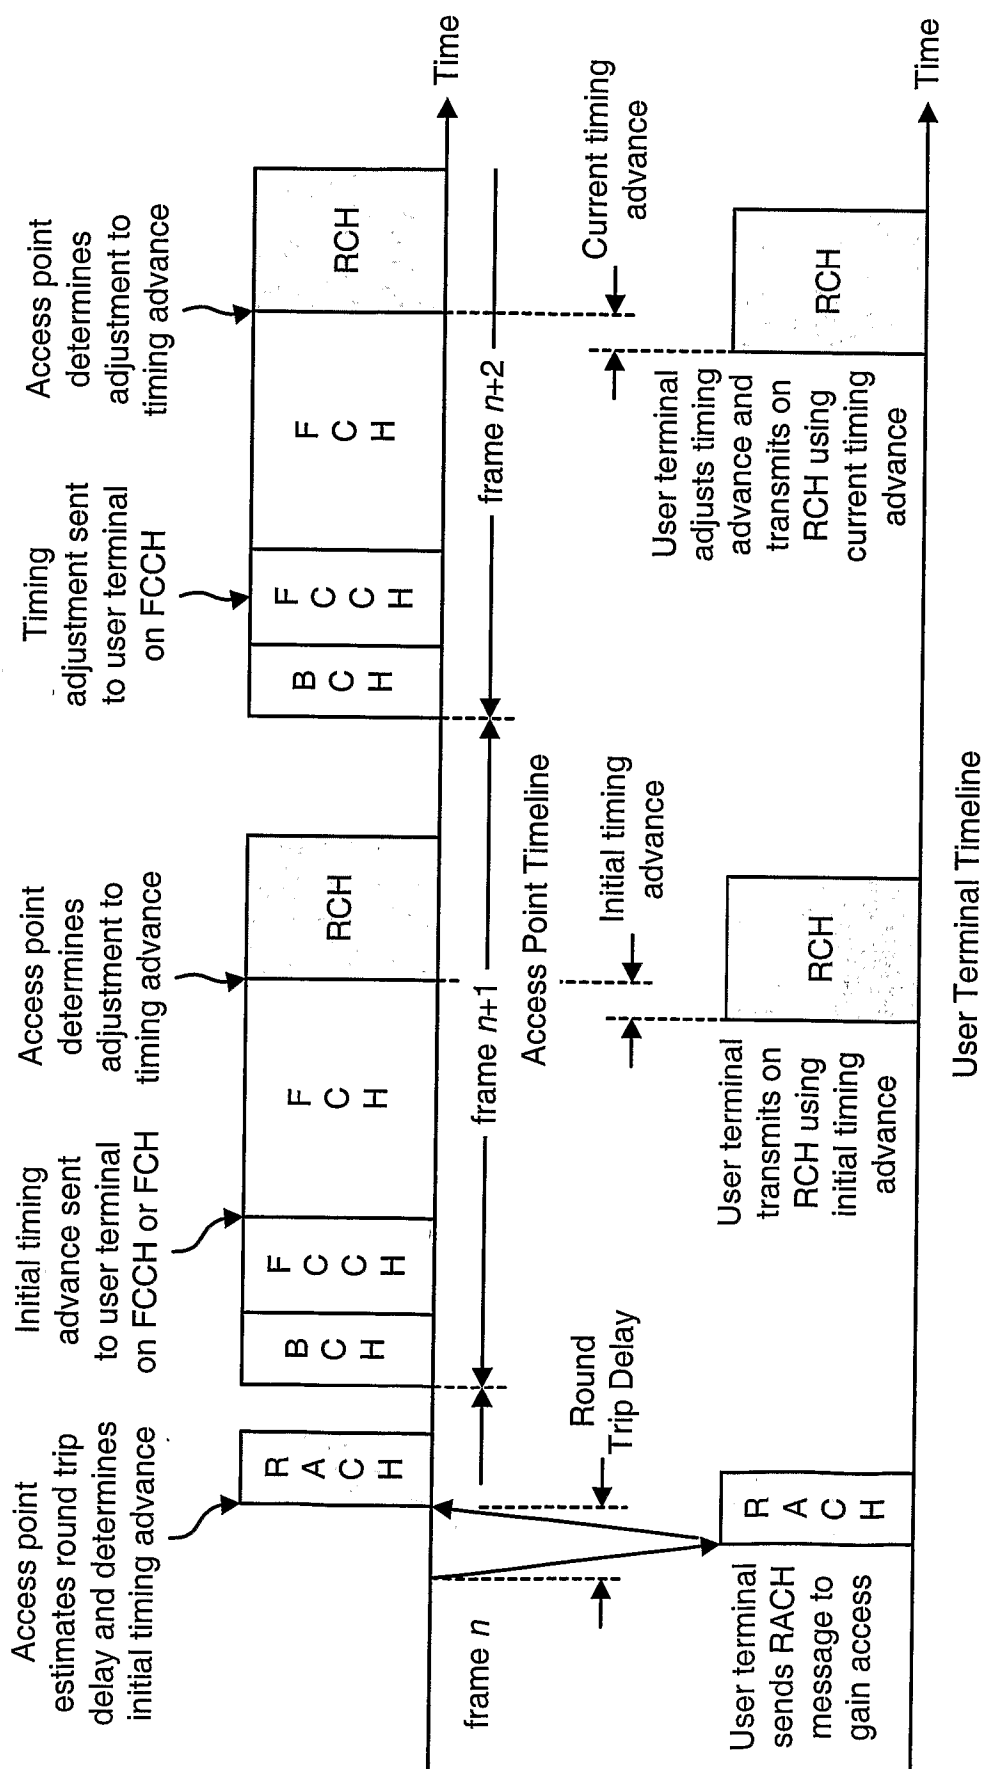 Access point
estimates round trip
delay and determines
initial timing advance
Initial timing
advance sent
to user terminal
on FCCH or FCH
Access point
determines
adjustment to
timing advance
Timing
adjustment sent
to user terminal
on FCCH
Access point
determines
adjustment to
timing advance
R
A
C
H
B
C
H
F
C
C
H
F
C
H
RCH
B
C
H
F
C
C
H
F
C
H
RCH
Time
frame n
frame n+1
frame n+2
Access Point Timeline
Round
Trip Delay
Initial timing
advance
Current timing
advance
User terminal
sends RACH
message to
gain access
R
A
C
H
User terminal
transmits on
RCH using
initial timing
advance
RCH
User terminal
adjusts timing
advance and
transmits on
RCH using
current timing
advance
RCH
Time
User Terminal Timeline